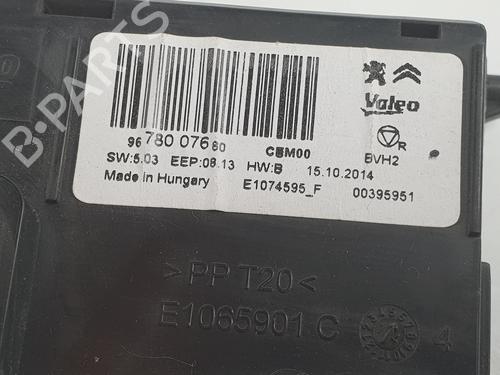 Valeo
96 780 076 80 CBM00
R
BVH2
SW:5.03 EEP:08.13 HW:B 15.10.2014
Made in Hungary E1074595_F 00395951
>PP T20<
E1065901 C
4
B-PARTS